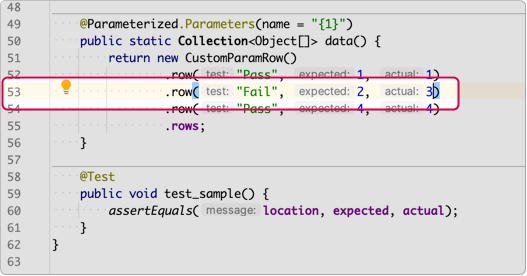 48
49 @Parameterized.Parameters(name = "{1}")
50 public static Collection<Object[]> data() {
51 return new CustomParamRow()
52 .row( test: "Pass", expected: 1, actual: 1)
53 .row( test: "Fail", expected: 2, actual: 3)
54 .row( test: "Pass", expected: 4, actual: 4)
55 .rows;
56 }
57
58 @Test
59 public void test_sample() {
60 assertEquals( message: location, expected, actual);
61 }
62 }
63